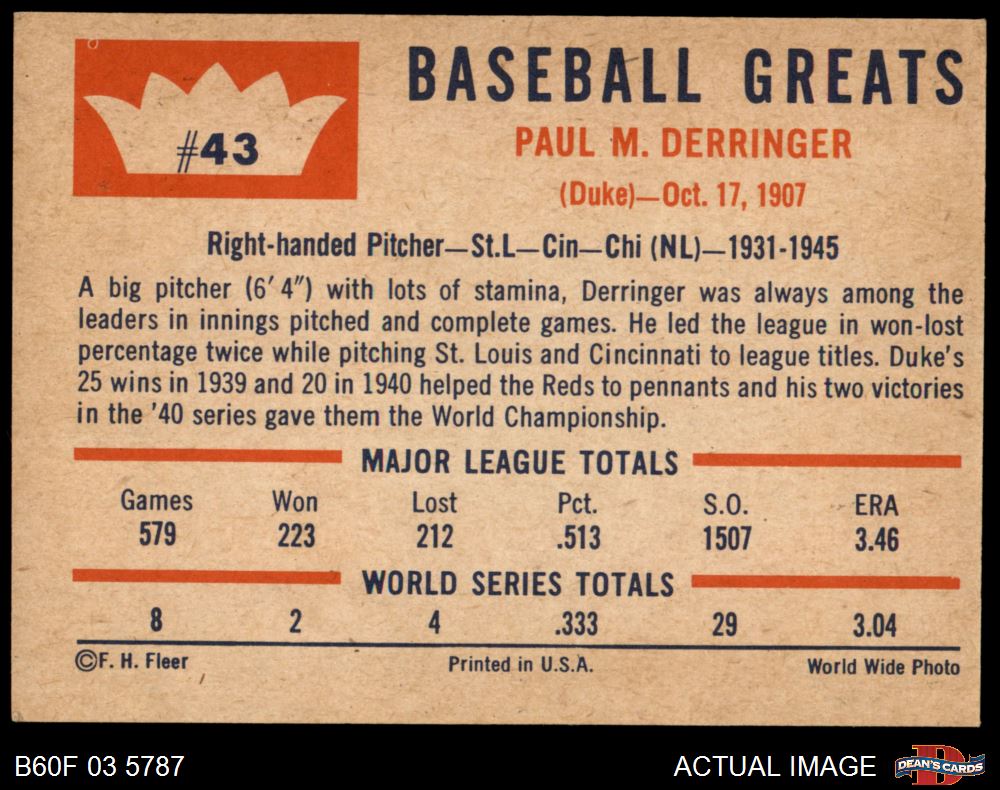 #43
BASEBALL GREATS
PAUL M. DERRINGER
(Duke)—Oct. 17, 1907
Right-handed Pitcher—St.L—Cin—Chi (NL)—1931-1945
A big pitcher (6' 4") with lots of stamina, Derringer was always among the
leaders in innings pitched and complete games. He led the league in won-lost
percentage twice while pitching St. Louis and Cincinnati to league titles. Duke's
25 wins in 1939 and 20 in 1940 helped the Reds to pennants and his two victories
in the '40 series gave them the World Championship.
MAJOR LEAGUE TOTALS
Games Won Lost Pct. S.O. ERA
579 223 212 .513 1507 3.46
WORLD SERIES TOTALS
8 2 4 .333 29 3.04
©F. H. Fleer Printed in U.S.A. World Wide Photo
B60F 03 5787 ACTUAL IMAGE D DEAN'S CARDS